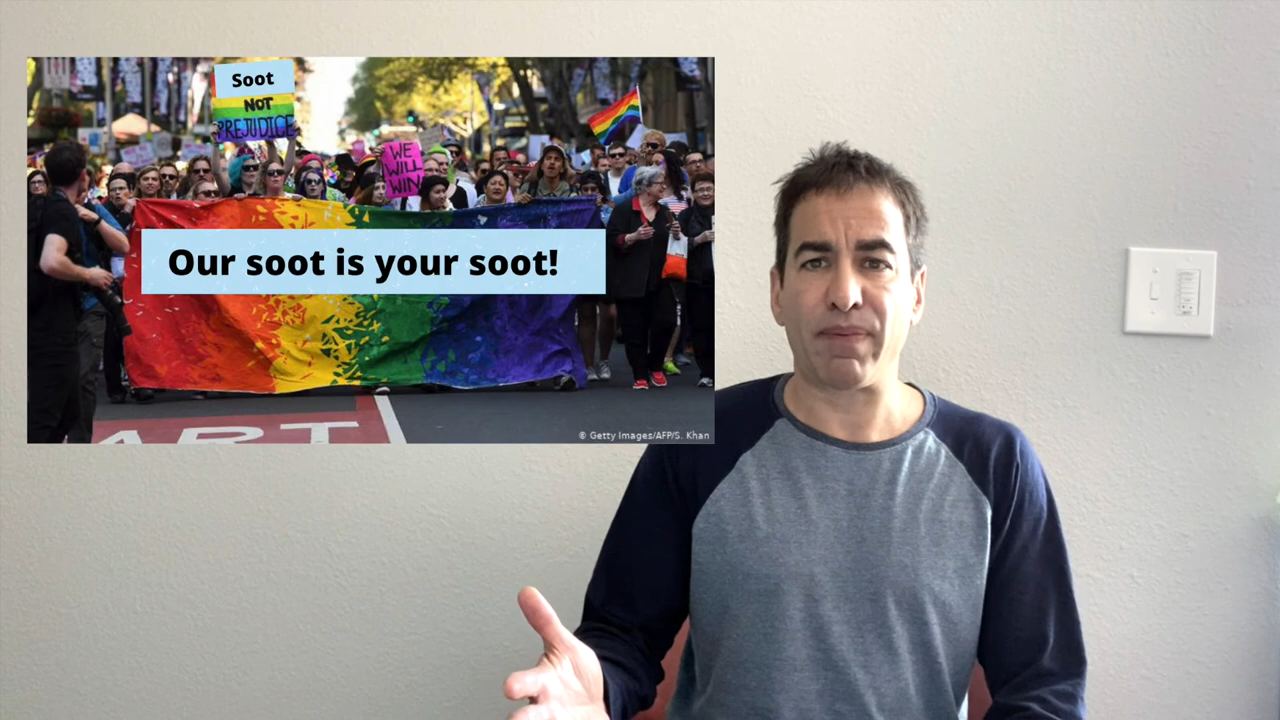 Soot
NOT
PREJUDICE
WE
WILL
WIN
Our soot is your soot!
ART
© Getty Images/AFP/S. Khan